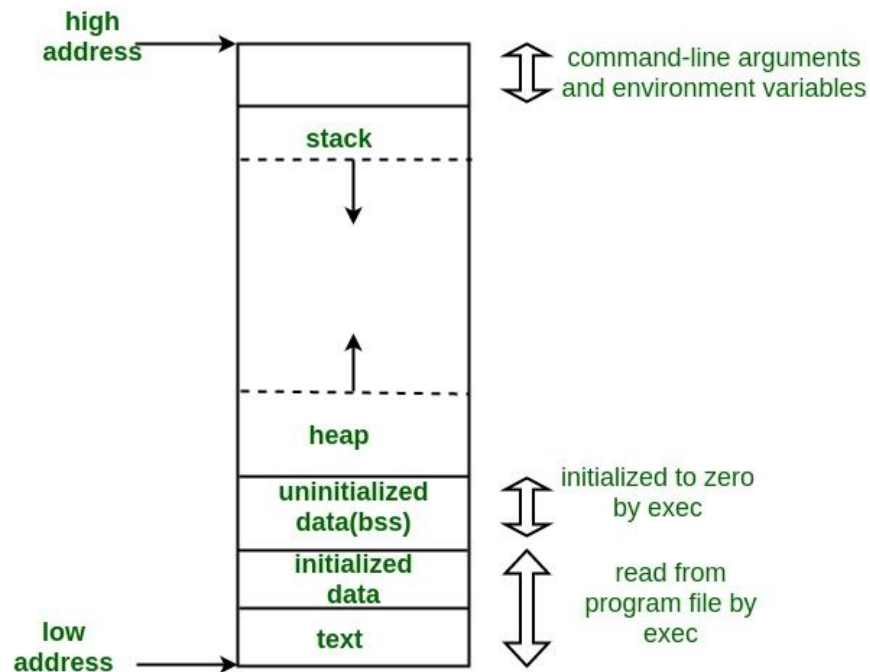 high
address
command-line arguments
and environment variables
stack
heap
uninitialized
data(bss)
initialized to zero
by exec
initialized
data
read from
program file by
exec
text
low
address